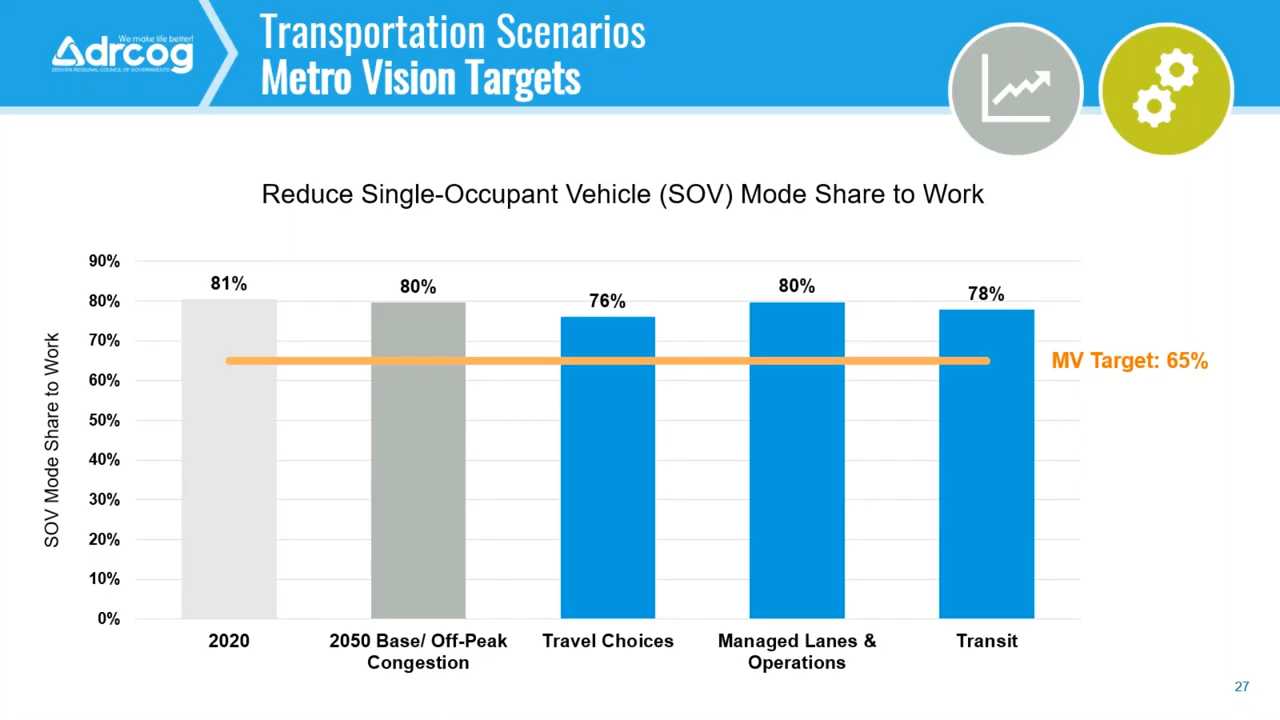 We make life better!
drcog
DENVER REGIONAL COUNCIL OF GOVERNMENTS
Transportation Scenarios
Metro Vision Targets
Reduce Single-Occupant Vehicle (SOV) Mode Share to Work
SOV Mode Share to Work
90%
80%
70%
60%
50%
40%
30%
20%
10%
0%
81%
80%
76%
80%
78%
MV Target: 65%
2020
2050 Base/ Off-Peak
Congestion
Travel Choices
Managed Lanes &
Operations
Transit
27